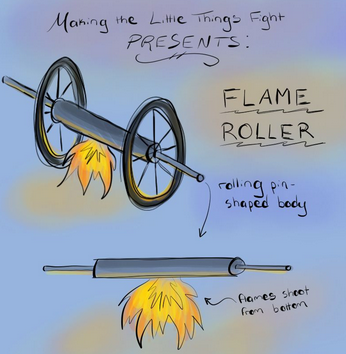 Making the Little Things Fight
PRESENTS:
FLAME
ROLLER
rolling pin-
shaped body
flames shoot
from bottom